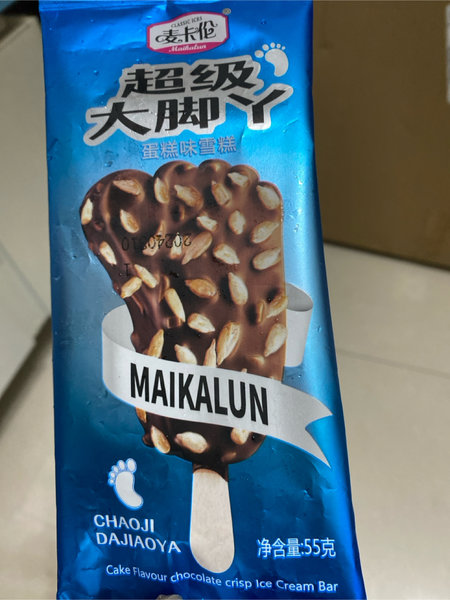 CLASSIC ICES
麦卡伦®
Maikalun
超级
大脚丫
蛋糕味雪糕
20240310
MAIKALUN
CHAOJI
DAJIAOYA
净含量:55克
Cake Flavour chocolate crisp Ice Cream Bar